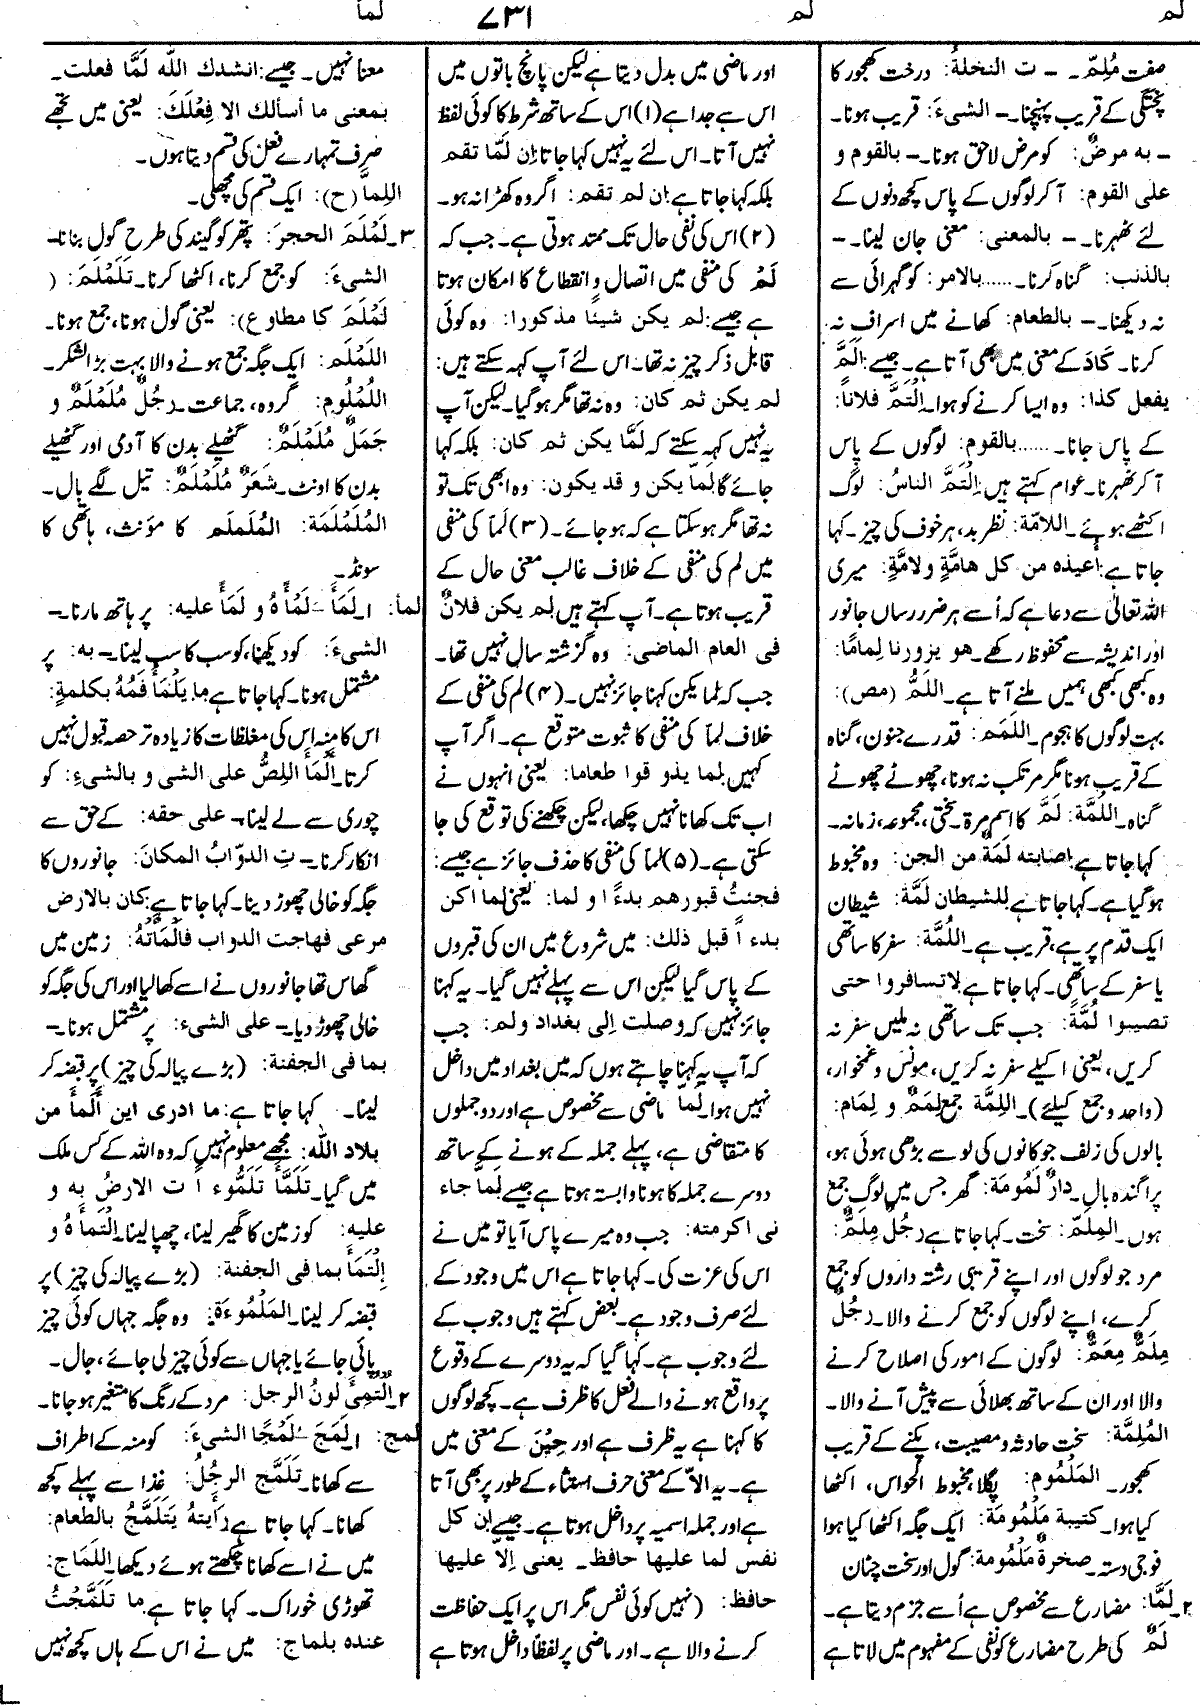 لم
لم
۷۳۱
لمأ
صفت مُلِمّ۔ ـ ت النخلةُ: درخت کھجور کا
پختگی کے قریب پہنچنا۔ ـ الشیءَ: قریب ہونا۔
ـ به مرضٌ: کو مرض لاحق ہونا۔ ـ بالقوم و
علی القوم: آ کر لوگوں کے پاس کچھ دنوں کے
لئے ٹھہرنا۔ ـ بالمعنی: معنی جان لینا۔ ـ
بالذنب: گناہ کرنا۔...... بالامر: کو گہرائی سے
نہ دیکھنا۔ ـ بالطعام: کھانے میں اسراف نہ
کرنا۔ کَادَ کے معنی میں بھی آتا ہے۔ جیسے: اَلَمَّ
یفعل کذا: وہ ایسا کرنے کو ہوا۔ اِلْتَمَّ فلاناً:
کے پاس جانا۔...... بالقوم: لوگوں کے پاس
آ کر ٹھہرنا۔ عوام کہتے ہیں: اِلْتَمَّ الناسُ: لوگ
اکٹھے ہوئے۔ اللامّة: نظر بد، ہر خوف کی چیز۔ کہا
جاتا ہے: أعیذه من کل هامَّةٍ و لامَّةٍ: میری
اللہ تعالیٰ سے دعا ہے کہ اُسے ہر ضرر رساں جانور
اور اندیشہ سے محفوظ رکھے۔ هو یزورنا لِمامًا:
وہ کبھی کبھی ہمیں ملنے آتا ہے۔ اللَمُّ (مص):
بہت لوگوں کا ہجوم۔ اللَمَم: قدرے جنون، گناہ
کے قریب ہونا مگر مرتکب نہ ہونا، چھوٹے چھوٹے
گناہ۔ اللَمَّة: لَمَّ کا اسم مرۃ۔ سختی، مجموعہ، زمانہ۔
کہا جاتا ہے: اصابته لَمَةٌ من الجن: وہ مخبوط
ہو گیا ہے۔ کہا جاتا ہے: للشیطان لَمَّة: شیطان
ایک قدم پر ہے، قریب ہے۔ اللُمَّة: سفر کا ساتھی
یا سفر کے ساتھی۔ کہا جاتا ہے: لا تسافروا حتی
تصیبوا لُمَّةً: جب تک ساتھی نہ ملیں سفر نہ
کریں، یعنی اکیلے سفر نہ کریں، مونس و غمخوار،
(واحد و جمع کیلئے)۔ اللِمَّة جمع لِمَمٌ و لِمَام:
بالوں کی زلف جو کانوں کی لو سے بڑھی ہوئی ہو،
پراگندہ بال۔ دارٌ لَمُومَة: گھر جس میں لوگ جمع
ہوں۔ المِلَمّ: سخت۔ کہا جاتا ہے: رجُلٌ مِلَمٌّ:
مرد جو لوگوں اور اپنے قریبی رشتہ داروں کو جمع
کرے، اپنے لوگوں کو جمع کرنے والا۔ رجُلٌ
مِلَمٌّ مِعَمٌّ: لوگوں کے امور کی اصلاح کرنے
والا اور ان کے ساتھ بھلائی سے پیش آنے والا۔
المُلِمَّة: سخت حادثہ و مصیبت، پکنے کے قریب
کھجور۔ المَلْمُوم: پگلا، مخبوط الحواس، اکٹھا
کیا ہوا۔ کتیبة مَلْمُومَة: ایک جگہ اکٹھا کیا ہوا
فوجی دستہ۔ صخرةٌ مَلْمُومَة: گول اور سخت چٹان
۲۔ لَمَّا: مضارع سے مخصوص ہے اُسے جزم دیتا ہے۔
لَمْ کی طرح مضارع کو نفی کے مفہوم میں لاتا ہے
اور ماضی میں بدل دیتا ہے لیکن پانچ باتوں میں
اس ہے جدا ہے (۱) اس کے ساتھ شرط کا کوئی لفظ
نہیں آتا۔ اس لئے یہ نہیں کہا جاتا: اِن لَمَّا تقم
بلکہ کہا جاتا ہے: ان لم تقم: اگر وہ کھڑا نہ ہو۔
(۲) اس کی نفی حال تک ممتد ہوتی ہے۔ جب کہ
لَمْ کی منفی میں اتصال و انقطاع کا امکان ہوتا
ہے جیسے: لم یکن شیئا مذکورا: وہ کوئی
قابل ذکر چیز نہ تھا۔ اس لئے آپ کہہ سکتے ہیں:
لم یکن ثم کان: وہ نہ تھا مگر ہو گیا۔ لیکن آپ
یہ نہیں کہہ سکتے کہ لَمَّا یکن ثم کان: بلکہ کہا
جائے گا لَمّا یکن و قد یکون: وہ ابھی تک تو
نہ تھا مگر ہو سکتا ہے کہ ہو جائے۔ (۳) لَمّا کی منفی
میں لم کی منفی کے خلاف غالب معنی حال کے
قریب ہوتا ہے۔ آپ کہتے ہیں: لم یکن فلانٌ
فی العام الماضی: وہ گزشتہ سال نہیں تھا۔
جب کہ لما یکن کہنا جائز نہیں۔ (۴) لم کی منفی کے
خلاف لمّا کی منفی کا ثبوت متوقع ہے۔ اگر آپ
کہیں: لما یذو قوا طعاما: یعنی انہوں نے
اب تک کھانا نہیں چکھا، لیکن چکھنے کی توقع کی جا
سکتی ہے۔ (۵) لمّا کی منفی کا حذف جائز ہے جیسے:
فجئتُ قبورهم بدءًا و لما: یعنی لما اکن
بدء اً قبل ذلك: میں شروع میں ان کی قبروں
کے پاس گیا لیکن اس سے پہلے نہیں گیا۔ یہ کہنا
جائز نہیں کہ وصلت اِلی بغداد ولم: جب
کہ آپ یہ کہنا چاہتے ہوں کہ میں بغداد میں داخل
نہیں ہوا۔ لَمّا ماضی سے مخصوص ہے اور دو جملوں
کا متقاضی ہے، پہلے جملہ کے ہونے کے ساتھ
دوسرے جملہ کا ہونا وابستہ ہوتا ہے جیسے لَمَّا جاء
نی اکرمته: جب وہ میرے پاس آیا تو میں نے
اس کی عزت کی۔ کہا جاتا ہے اس میں وجود کے
لئے صرف وجود ہے۔ بعض کہتے ہیں وجوب کے
لئے وجوب ہے۔ کہا گیا کہ یہ دوسرے کے وقوع
پر واقع ہونے والے فعل کا ظرف ہے۔ کچھ لوگوں
کا کہنا ہے یہ ظرف ہے اور حِیْنَ کے معنی میں
ہے۔ یہ الاّ کے معنی حرف استثناء کے طور پر بھی آتا
ہے اور جملہ اسمیہ پر داخل ہوتا ہے۔ جیسے: اِن کل
نفس لما علیها حافظ۔ یعنی اِلاّ علیها
حافظ: (نہیں کوئی نفس مگر اس پر ایک حفاظت
کرنے والا ہے۔ اور ماضی پر لفظاً داخل ہوتا ہے
معنا نہیں۔ جیسے: انشدك الله لَمَّا فعلت۔
بمعنی ما أسألك الا فِعْلَكَ: یعنی میں تجھے
صرف تمہارے فعل کی قسم دیتا ہوں۔
اللِماَّ (ح): ایک قسم کی مچھلی۔
۳۔ لَمْلَمَ الحجرَ: پتھر کو گیند کی طرح گول بنانا۔
الشیءَ: کو جمع کرنا، اکٹھا کرنا۔ تَلَمْلَمَ: (
لَمْلَمَ کا مطاوع): یعنی گول ہونا، جمع ہونا۔
اللَمْلَم: ایک جگہ جمع ہونے والا بہت بڑا لشکر۔
اللُمْلُوم: گروہ، جماعت۔ رجُلٌ مُلَمْلَمٌ و
جَمَلٌ مُلَمْلَمٌ: گٹھیلے بدن کا آدمی اور گٹھیلے
بدن کا اونٹ۔ شَعَرٌ مُلَمْلَمٌ: تیل لگے بال۔
المُلَمْلَمَة: المُلَملَم کا مؤنث، ہاتھی کا
سونڈ۔
لمأ: ۱۔ لَمَأَ ـَ لَمْأَةً و لَمَأَ علیه: پر ہاتھ مارنا۔ ـ
الشیءَ: کو دیکھنا، کو سب کا سب لینا۔ ـ به: پر
مشتمل ہونا۔ کہا جاتا ہے: ما یَلْمَأُ فَمُهُ بکلمةٍ:
اس کا منہ اس کی مغلظات کا زیادہ تر حصہ قبول نہیں
کرتا۔ اَلْمَأَ اللِصُّ علی الشی و بالشیءِ: کو
چوری سے لے لینا۔ ـ علی حقه: کے حق سے
انکار کرنا۔ ـ تِ الدوّابُ المکانَ: جانوروں کا
جگہ کو خالی چھوڑ دینا۔ کہا جاتا ہے: کان بالارض
مرعی فهاجت الدواب فَأَلْمَأَتْهُ: زمین میں
گھاس تھا جانوروں نے اسے کھا لیا اور اس کی جگہ کو
خالی چھوڑ دیا۔ ـ علی الشیء: پر مشتمل ہونا۔ ـ
بما فی الجفنة: (بڑے پیالہ کی چیز) پر قبضہ کر
لینا۔ کہا جاتا ہے: ما ادری این أَلْمَأَ من
بلاد الله: مجھے معلوم نہیں کہ وہ اللہ کے کس ملک
میں گیا۔ تَلَمَّأَ تَلَمُّوء اً ت الارضُ به و
علیه: کو زمین کا گھیر لینا، چھپا لینا۔ اِلْتَمَأَ هُ و
اِلْتَمَأَ بما فی الجفنة: (بڑے پیالہ کی چیز) پر
قبضہ کر لینا۔ المَلْمُوءَة: وہ جگہ جہاں کوئی چیز
پائی جائے یا جہاں سے کوئی چیز لی جائے، جال۔
۲۔ اُلْتُمِیَّ لَونُ الرجل: مرد کے رنگ کا متغیر ہو جانا۔
لمج: ۱۔ لَمَجَ ـُ لَمْجًا الشیءَ: کو منہ کے اطراف
سے کھانا۔ تَلَمَّج الرجُلُ: غذا سے پہلے کچھ
کھانا۔ کہا جاتا ہے: رأیتهُ یَتَلَمَّجُ بالطعام:
میں نے اسے کھانا چکھتے ہوئے دیکھا۔ اللَمَاج:
تھوڑی خوراک۔ کہا جاتا ہے: ما تَلَمَّجْتُ
عنده بلماج: میں نے اس کے ہاں کچھ نہیں